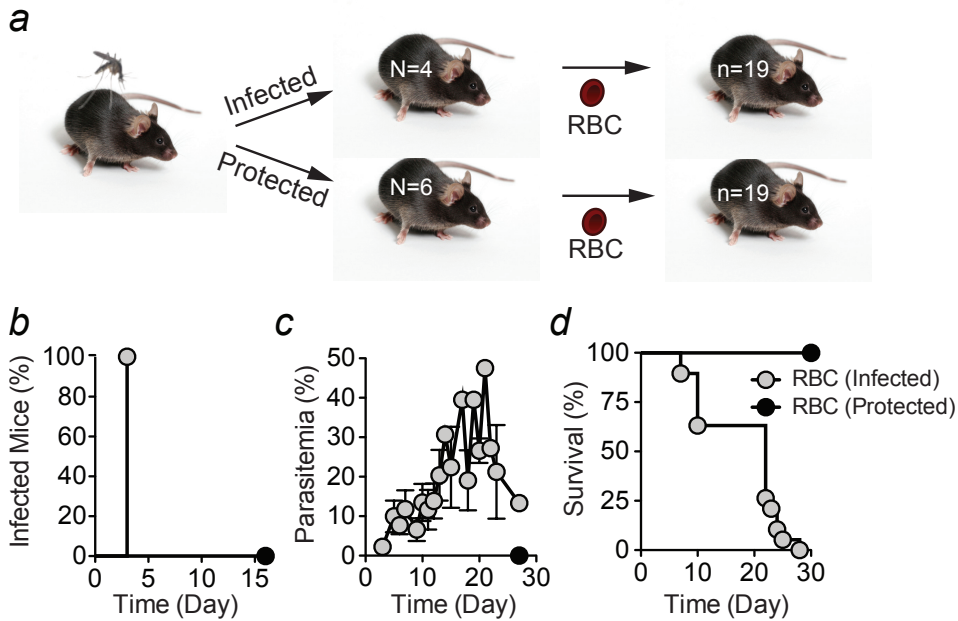 a
Infected
N=4
RBC
n=19
Protected
N=6
RBC
n=19
b
Infected Mice (%)
100
80
60
40
20
0
0 5 10 15
Time (Day)
c
Parasitemia (%)
50
40
30
20
10
0
0 10 20 30
Time (Day)
d
Survival (%)
100
75
50
25
0
0 10 20 30
Time (Day)
RBC (Infected)
RBC (Protected)